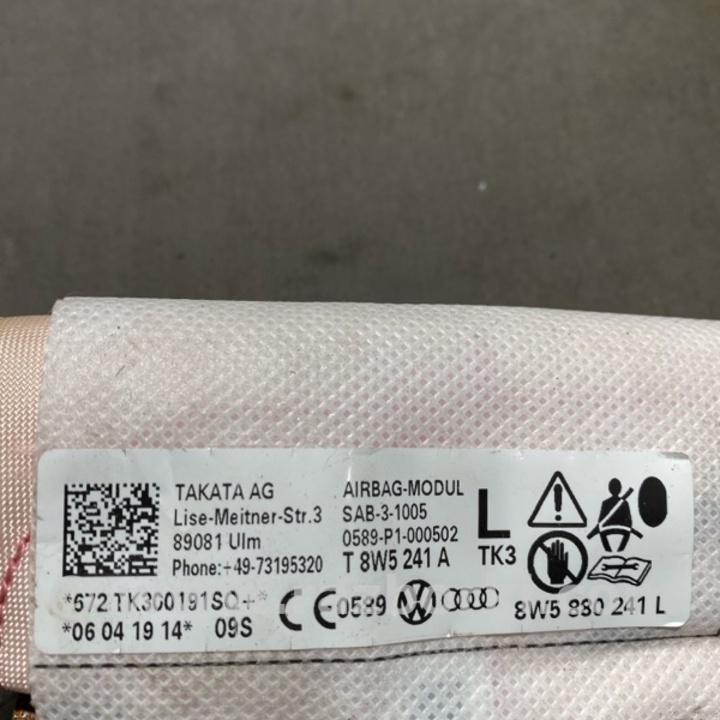 TAKATA AG
Lise-Meitner-Str.3
89081 Ulm
Phone:+49-73195320
AIRBAG-MODUL
SAB-3-1005
0589-P1-000502
T 8W5 241 A
L
TK3
*672 TK300191SQ+*
*06 04 19 14* 09S
CE 0589
8W5 880 241 L